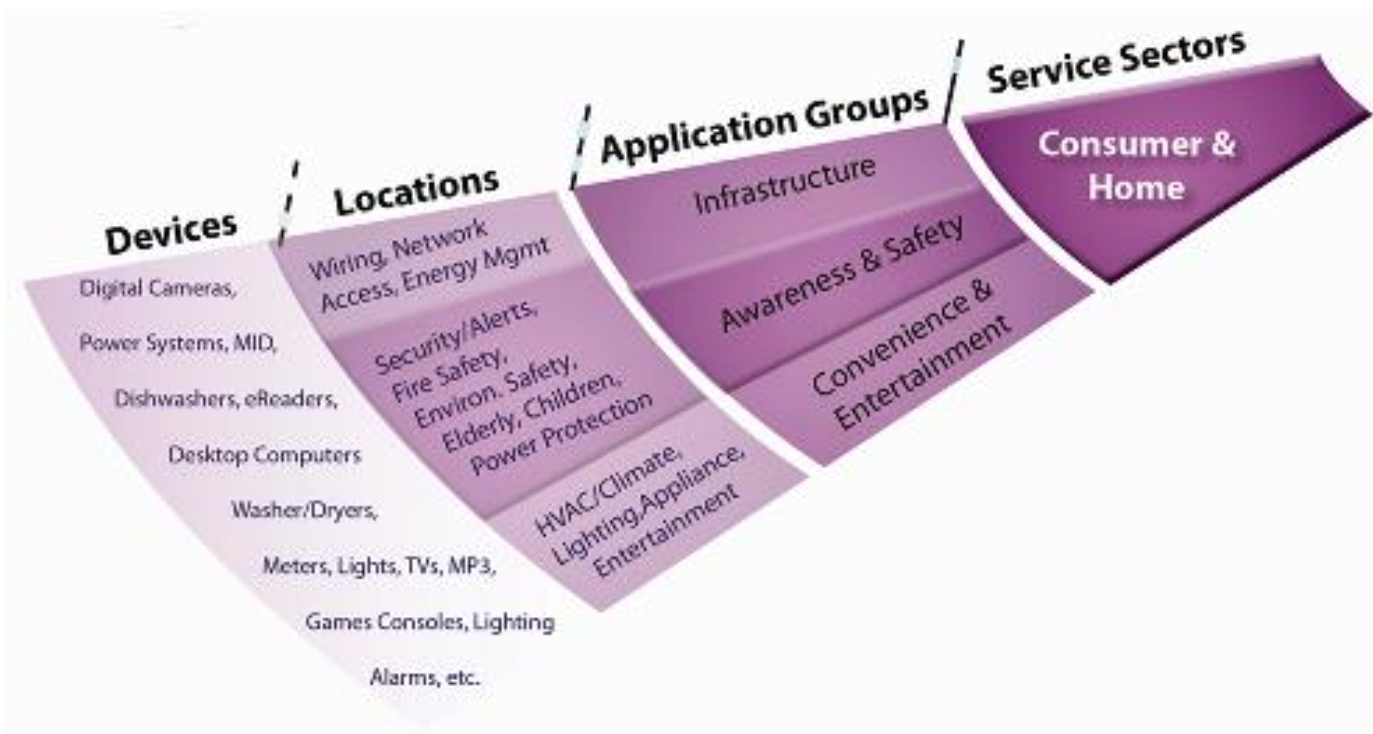 Devices
Locations
Application Groups
Service Sectors
Digital Cameras,
Power Systems, MID,
Dishwashers, eReaders,
Desktop Computers
Washer/Dryers,
Meters, Lights, TVs, MP3,
Games Consoles, Lighting
Alarms, etc.
Wiring, Network
Access, Energy Mgmt
Security/Alerts,
Fire Safety,
Environ. Safety,
Elderly, Children,
Power Protection
HVAC/Climate,
Lighting,Appliance,
Entertainment
Infrastructure
Awareness & Safety
Convenience &
Entertainment
Consumer &
Home